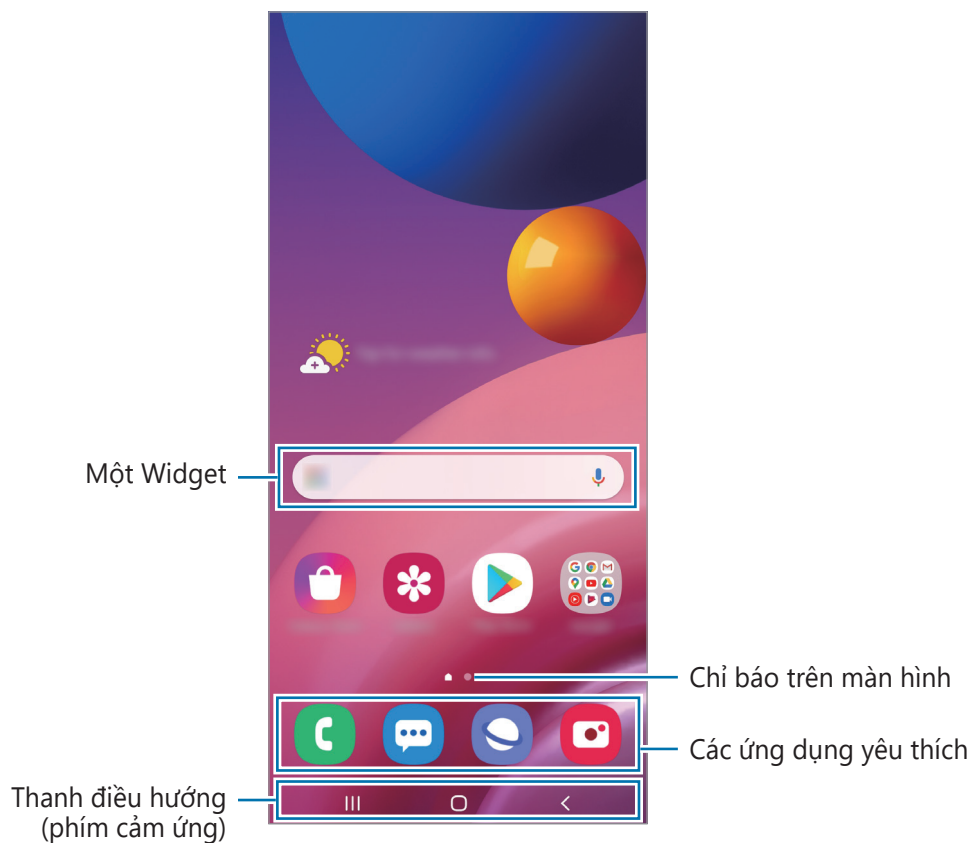 Một Widget
Chỉ báo trên màn hình
Các ứng dụng yêu thích
Thanh điều hướng
(phím cảm ứng)